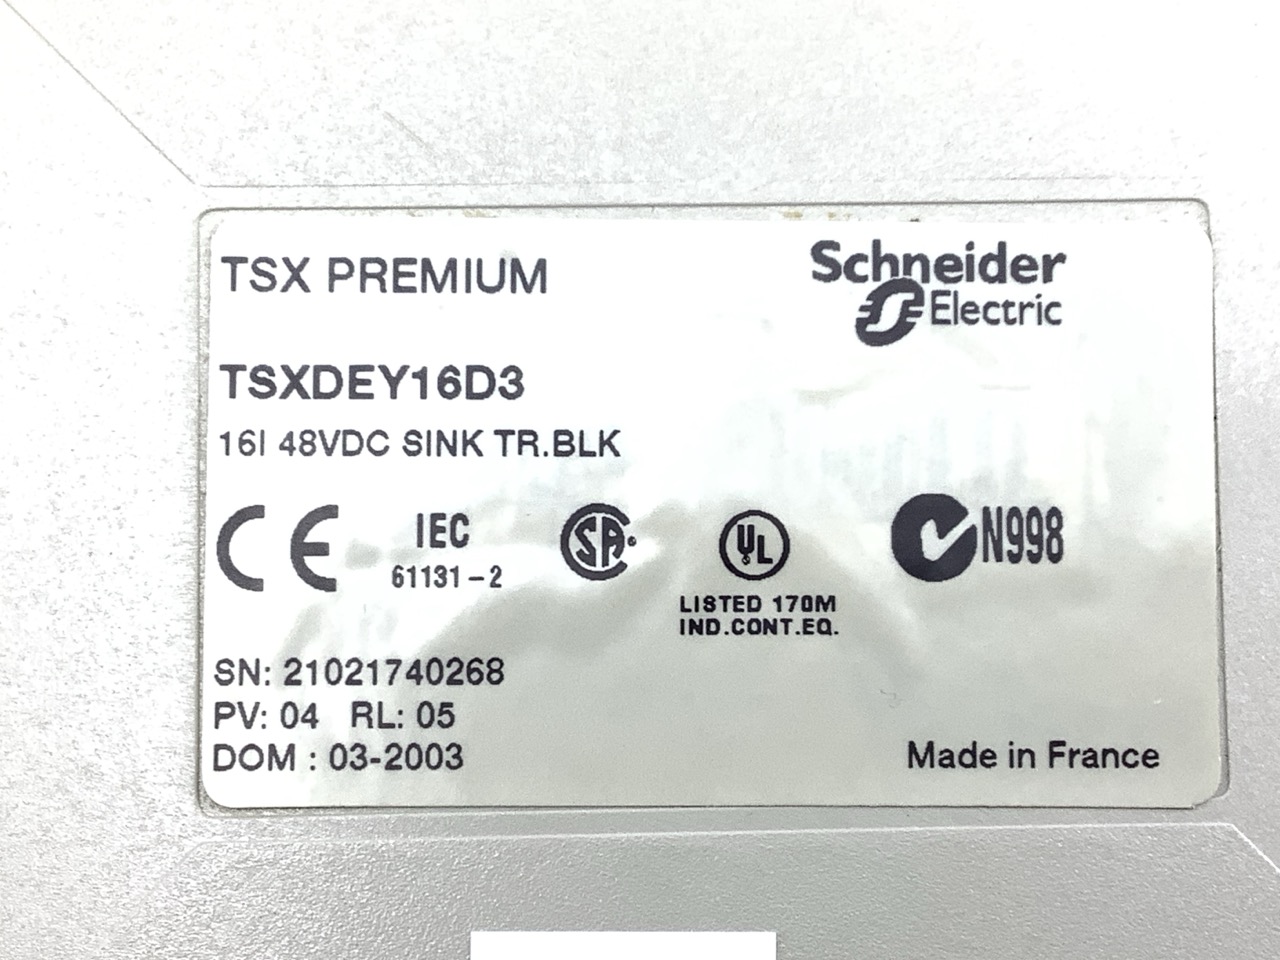 TSX PREMIUM
Schneider
Electric
TSXDEY16D3
16I 48VDC SINK TR.BLK
CE
IEC
61131-2
SA
UL
LISTED 170M
IND.CONT.EQ.
N998
SN: 21021740268
PV: 04 RL: 05
DOM : 03-2003
Made in France